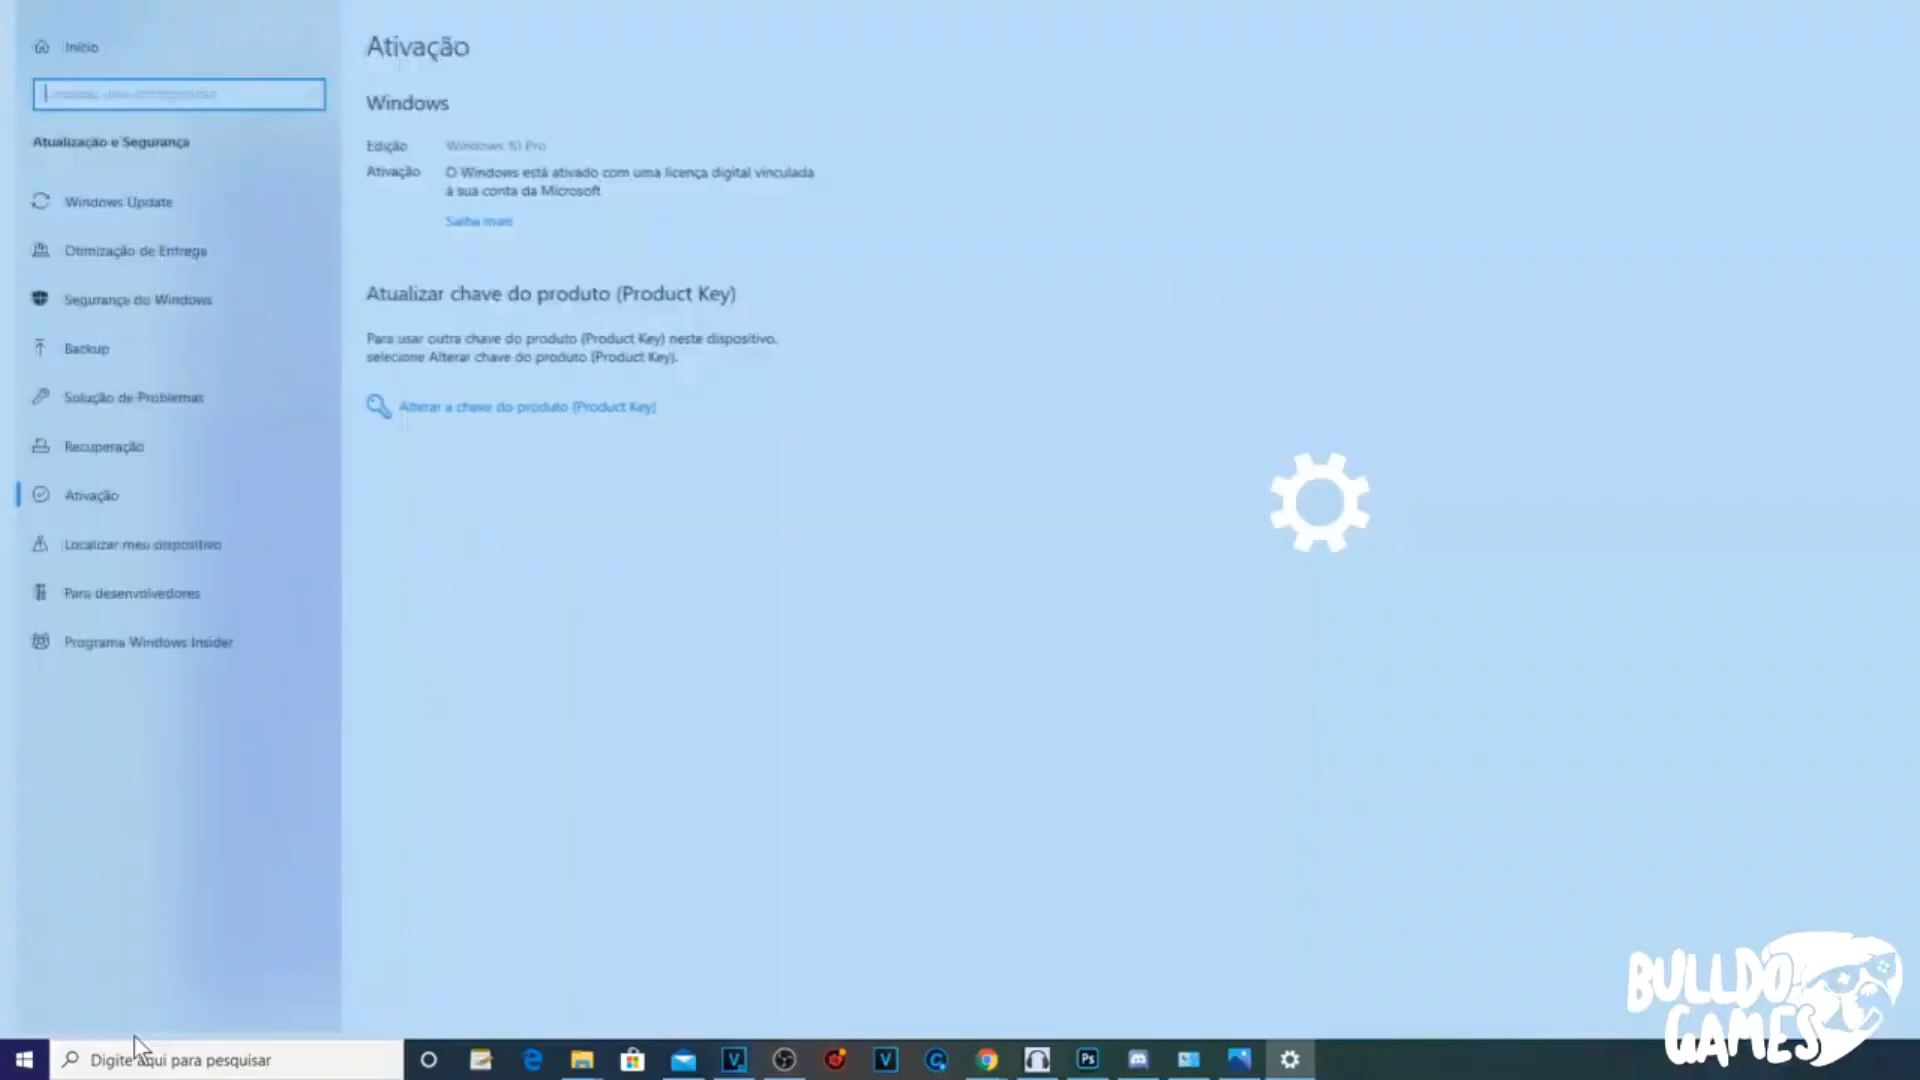 Início
Atualização e Segurança
Windows Update
Otimização de Entrega
Segurança do Windows
Backup
Solução de Problemas
Recuperação
Ativação
Localizar meu dispositivo
Para desenvolvedores
Programa Windows Insider
Ativação
Windows
Edição Windows 10 Pro
Ativação O Windows está ativado com uma licença digital vinculada
à sua conta da Microsoft
Saiba mais
Atualizar chave do produto (Product Key)
Para usar outra chave do produto (Product Key) neste dispositivo,
selecione Alterar chave do produto (Product Key).
Alterar a chave do produto (Product Key)
BULLDOG
GAMES
Digite aqui para pesquisar
Ps